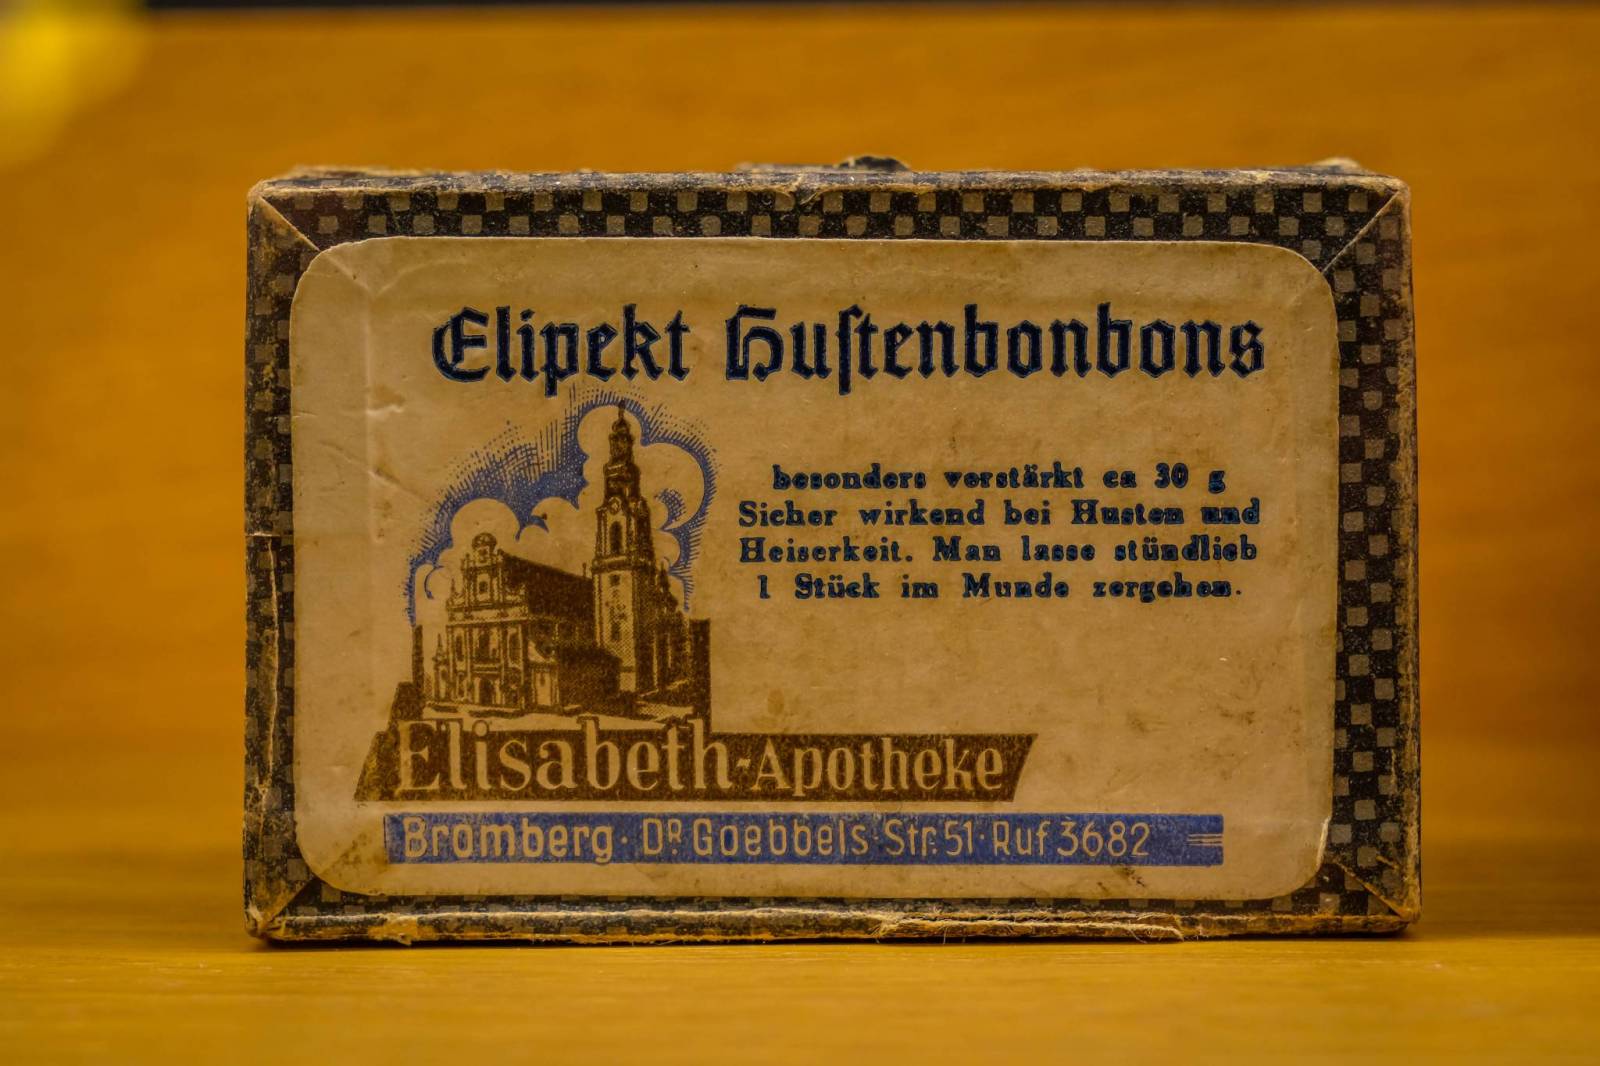 Elipekt Huſtenbonbons
besonders verstärkt ca 30 g
Sicher wirkend bei Husten und
Heiserkeit. Man lasse stündlich
1 Stück im Munde zergehen.
Elisabeth-Apotheke
Bromberg · DR. Goebbels-Str. 51 · Ruf 3682